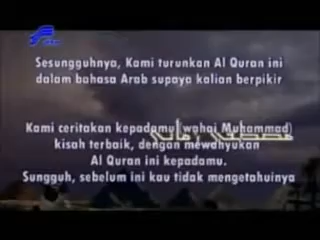 Sesungguhnya, Kami turunkan Al Quran ini
dalam bahasa Arab supaya kalian berpikir
Kami ceritakan kepadamu (wahai Muhammad)
kisah terbaik, dengan mewahyukan
Al Quran ini kepadamu.
Sungguh, sebelum ini kau tidak mengetahuinya